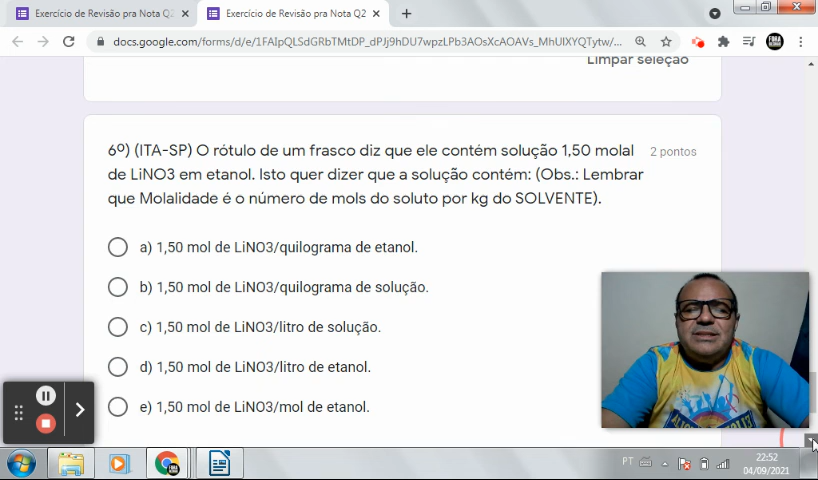 Exercício de Revisão pra Nota Q2
Exercício de Revisão pra Nota Q2
docs.google.com/forms/d/e/1FAIpQLSdGRbTMtDP_dPJj9hDU7wpzLPb3AOsXcAOAVs_MhUIXYQTytw/...
Limpar seleção
6º) (ITA-SP) O rótulo de um frasco diz que ele contém solução 1,50 molal
2 pontos
de LiNO3 em etanol. Isto quer dizer que a solução contém: (Obs.: Lembrar
que Molalidade é o número de mols do soluto por kg do SOLVENTE).
a) 1,50 mol de LiNO3/quilograma de etanol.
b) 1,50 mol de LiNO3/quilograma de solução.
c) 1,50 mol de LiNO3/litro de solução.
d) 1,50 mol de LiNO3/litro de etanol.
e) 1,50 mol de LiNO3/mol de etanol.
PT
22:52
04/09/2021